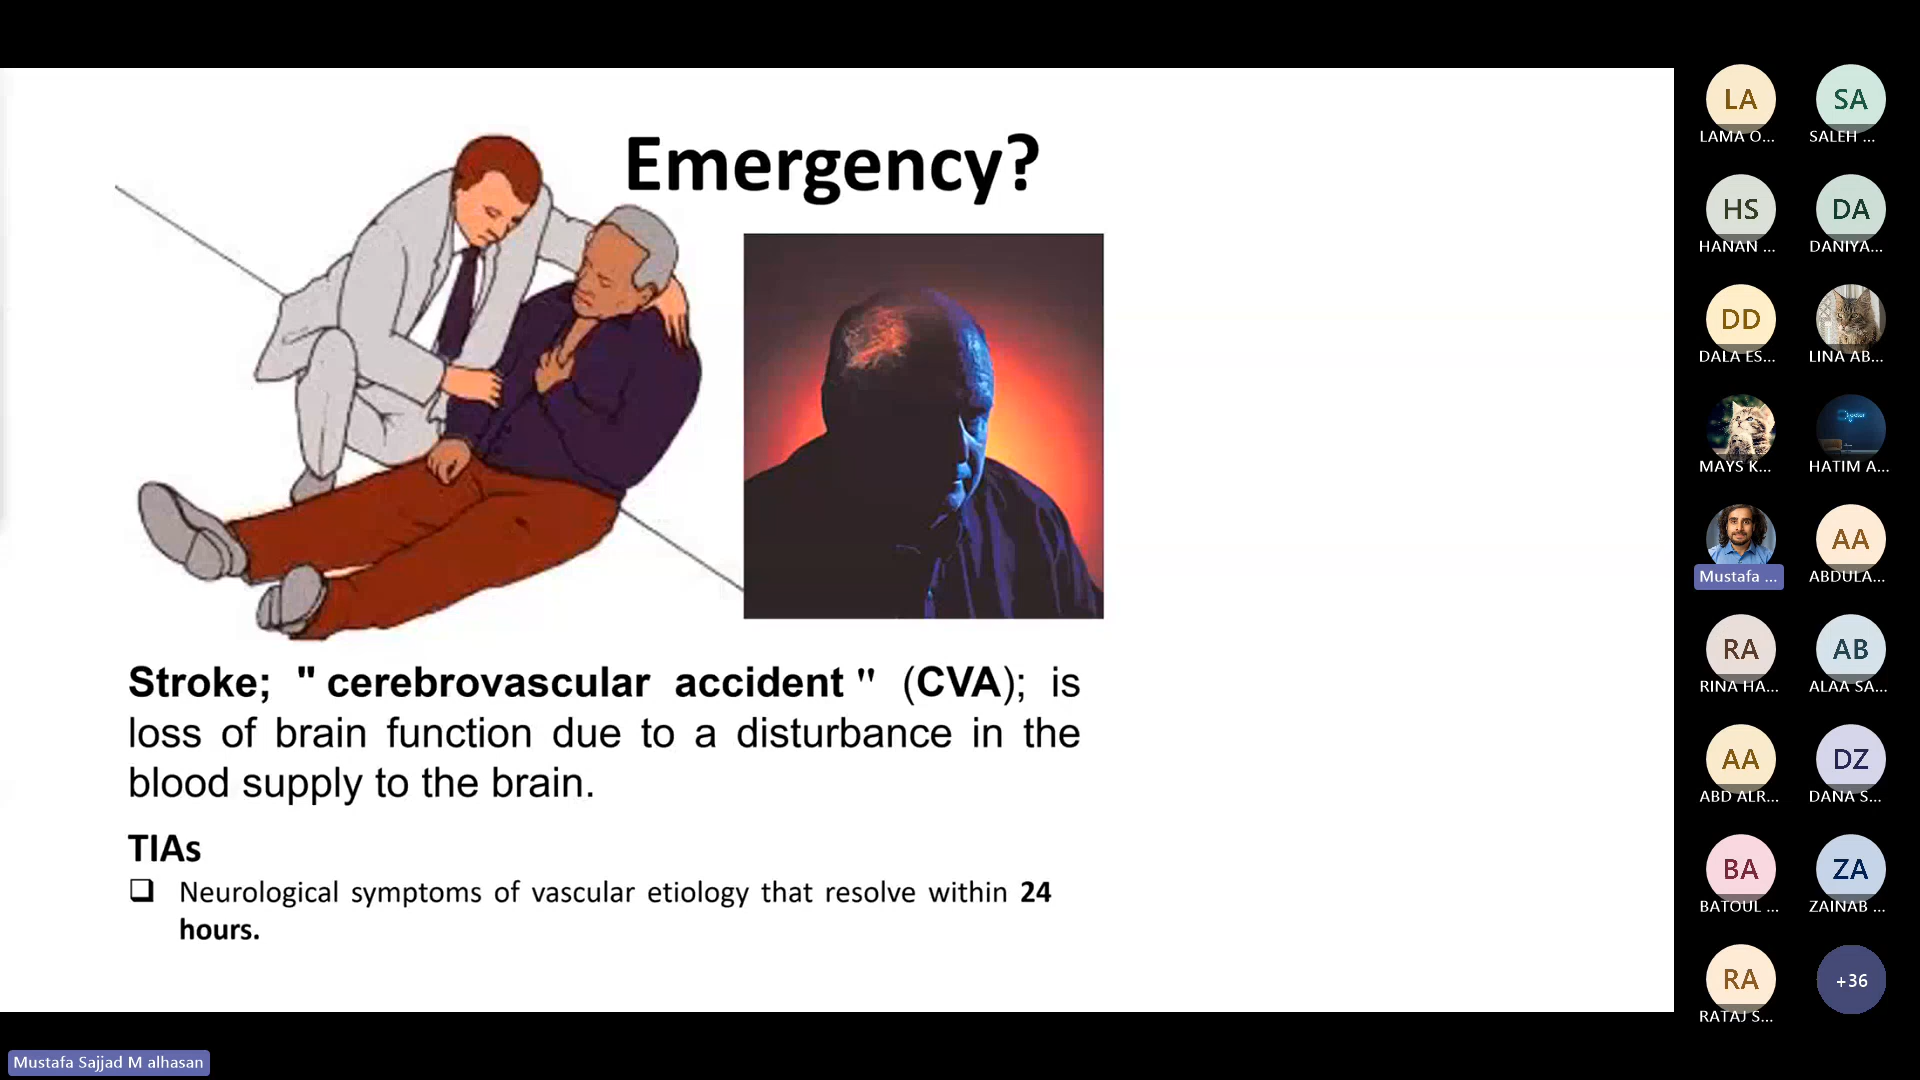 Emergency?
Stroke; " cerebrovascular accident " (CVA); is
loss of brain function due to a disturbance in the
blood supply to the brain.
TIAs
❑ Neurological symptoms of vascular etiology that resolve within 24
hours.
LA
LAMA O...
SA
SALEH ...
HS
HANAN ...
DA
DANIYA...
DD
DALA ES...
LINA AB...
MAYS K...
HATIM A...
Mustafa ...
AA
ABDULA...
RA
RINA HA...
AB
ALAA SA...
AA
ABD ALR...
DZ
DANA S...
BA
BATOUL ...
ZA
ZAINAB ...
RA
RATAJ S...
+36
Mustafa Sajjad M alhasan